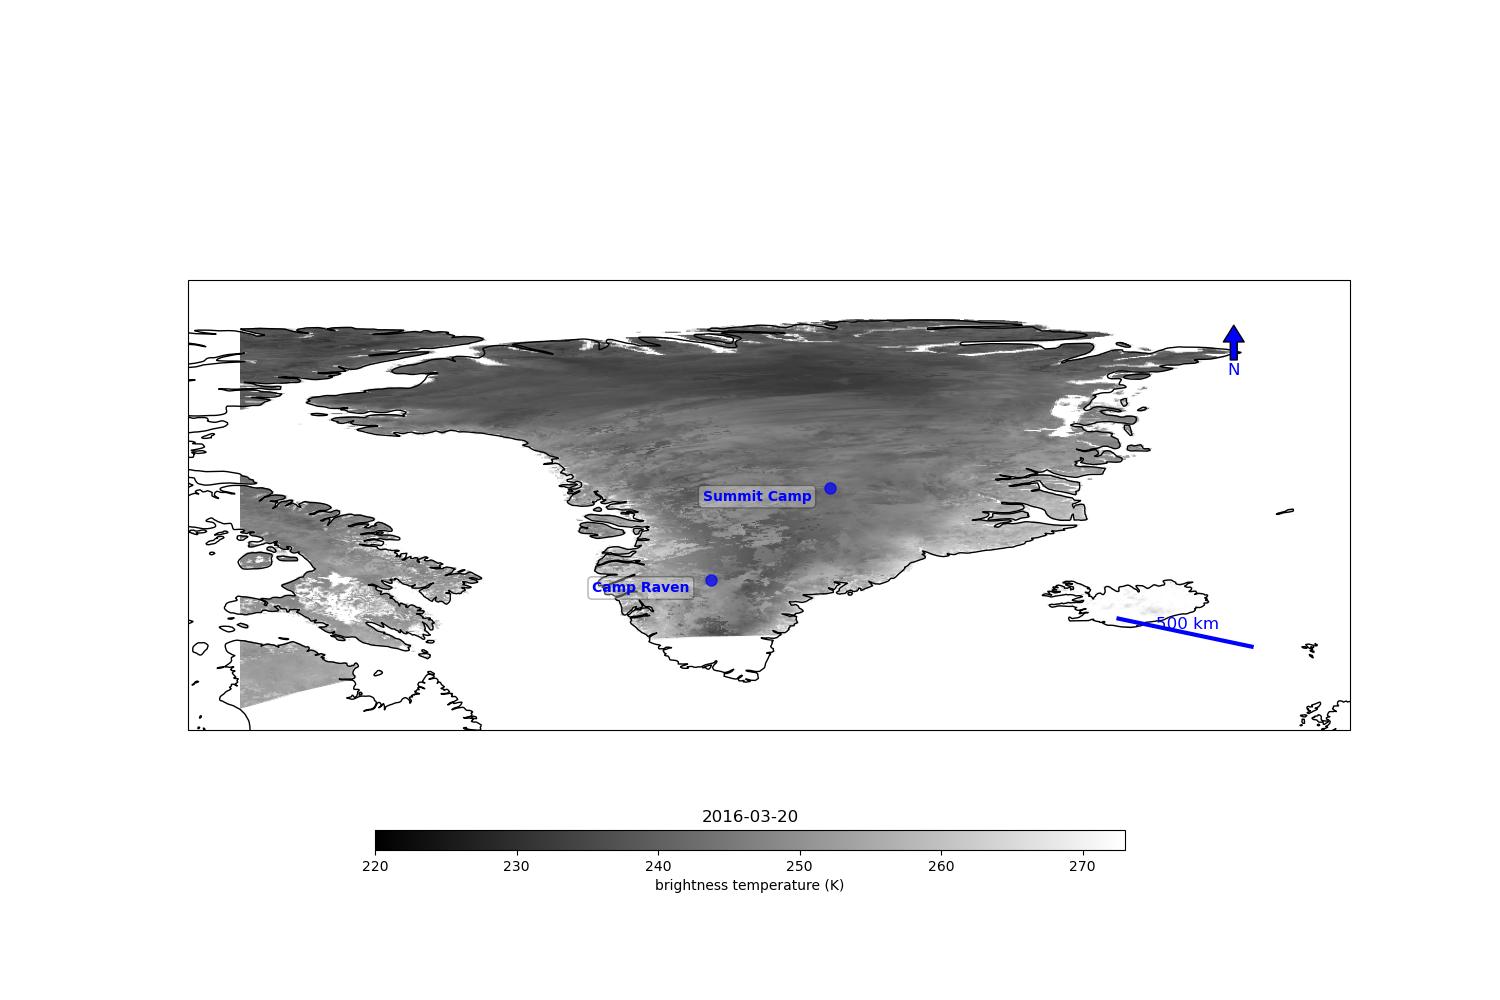 N
Summit Camp
Camp Raven
500 km
2016-03-20
220 230 240 250 260 270
brightness temperature (K)